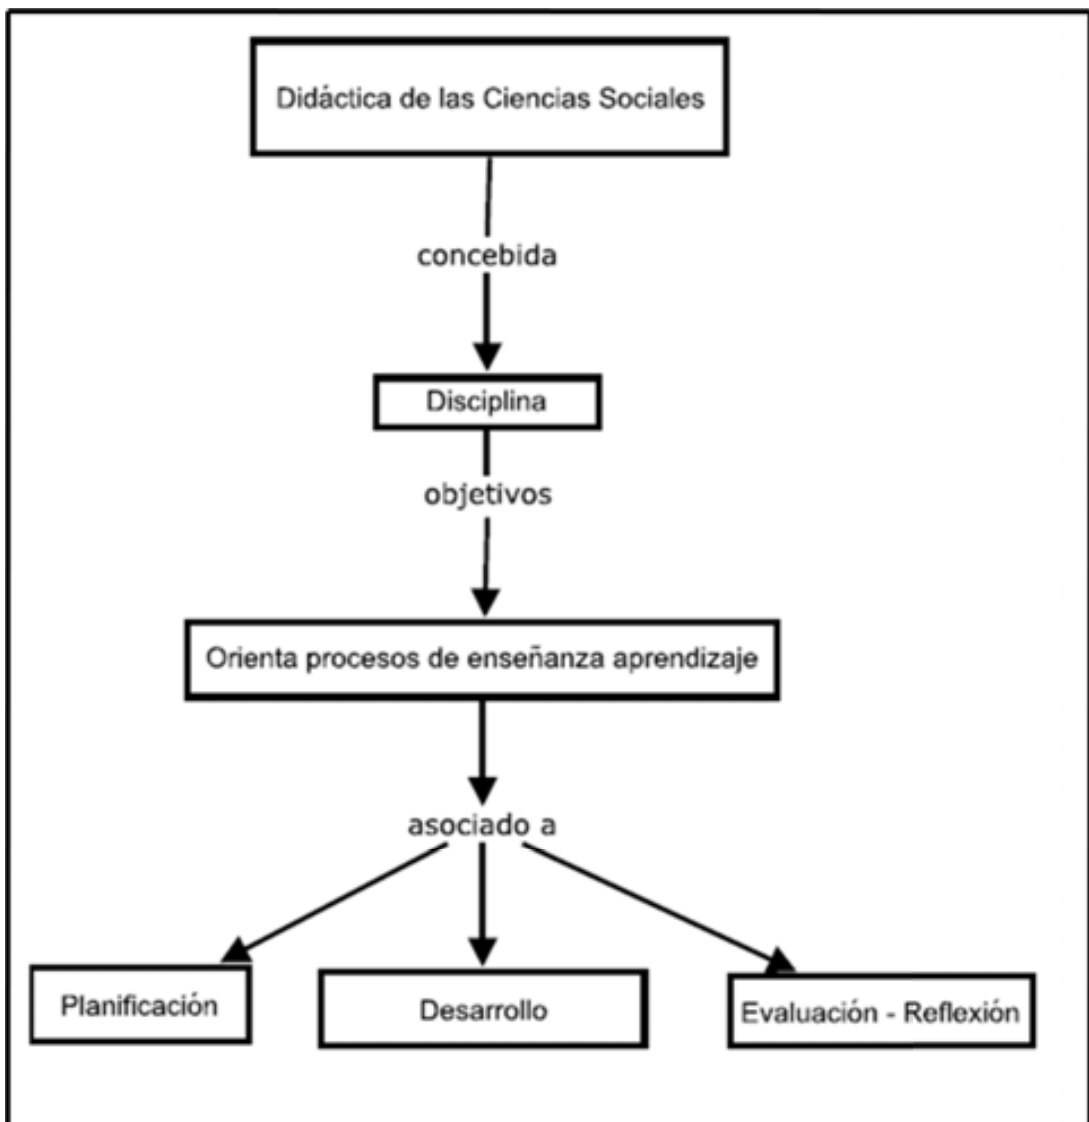 Didáctica de las Ciencias Sociales
concebida
Disciplina
objetivos
Orienta procesos de enseñanza aprendizaje
asociado a
Planificación
Desarrollo
Evaluación - Reflexión